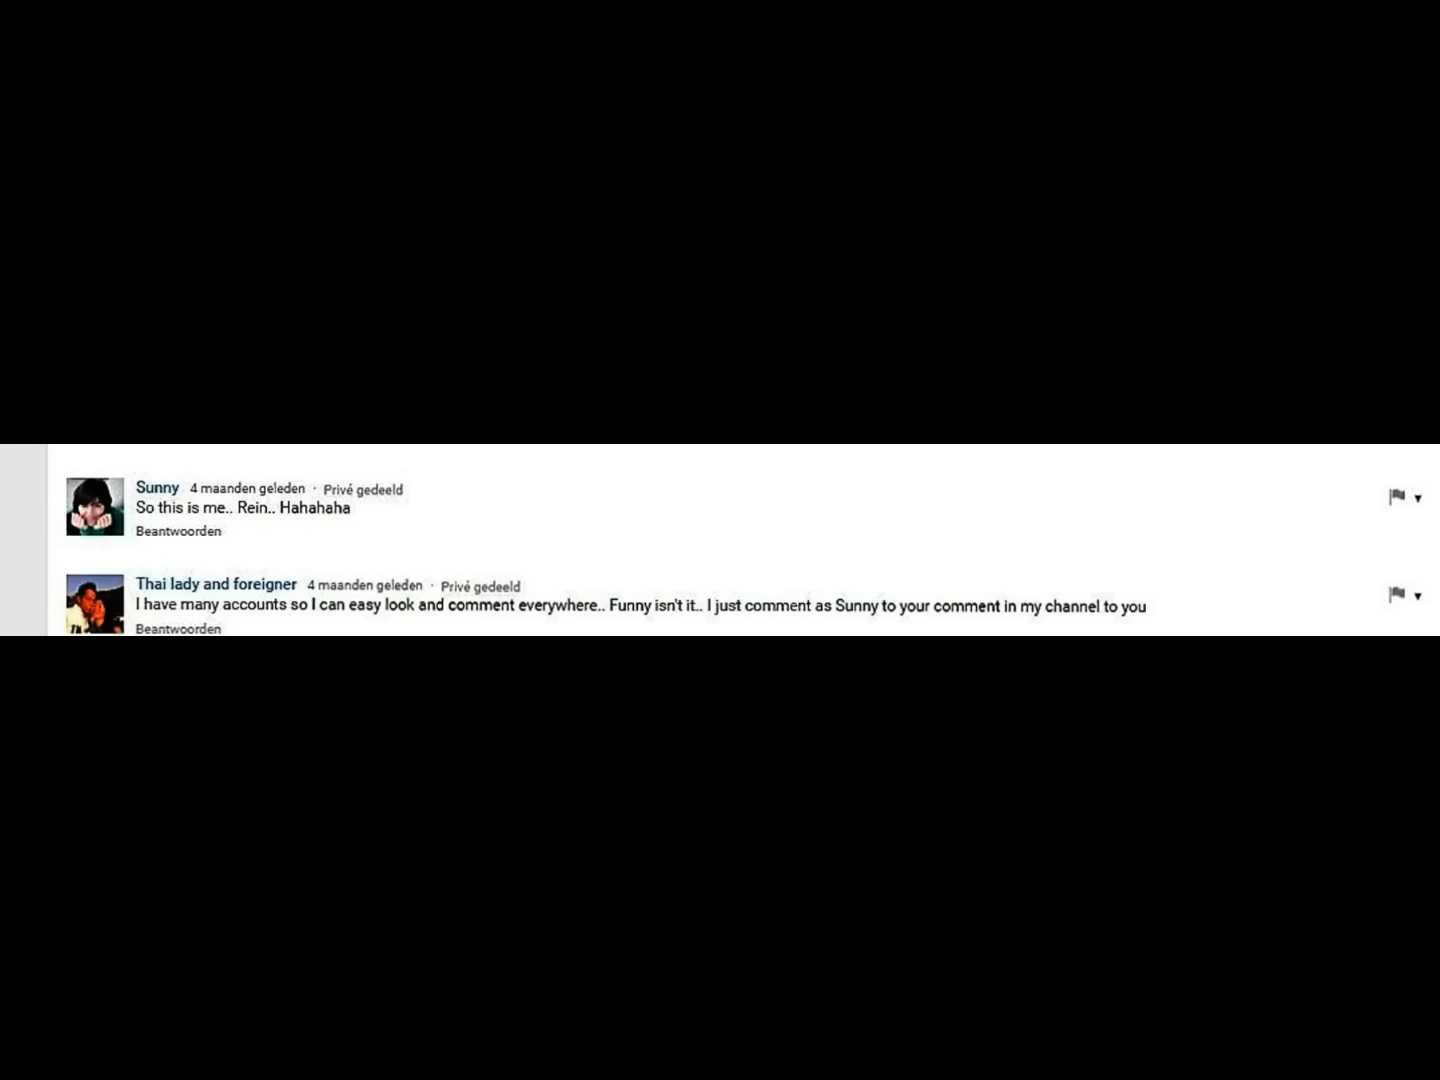 Sunny 4 maanden geleden · Privé gedeeld
So this is me.. Rein.. Hahahaha
Beantwoorden
Thai lady and foreigner 4 maanden geleden · Privé gedeeld
I have many accounts so I can easy look and comment everywhere.. Funny isn't it.. I just comment as Sunny to your comment in my channel to you
Beantwoorden